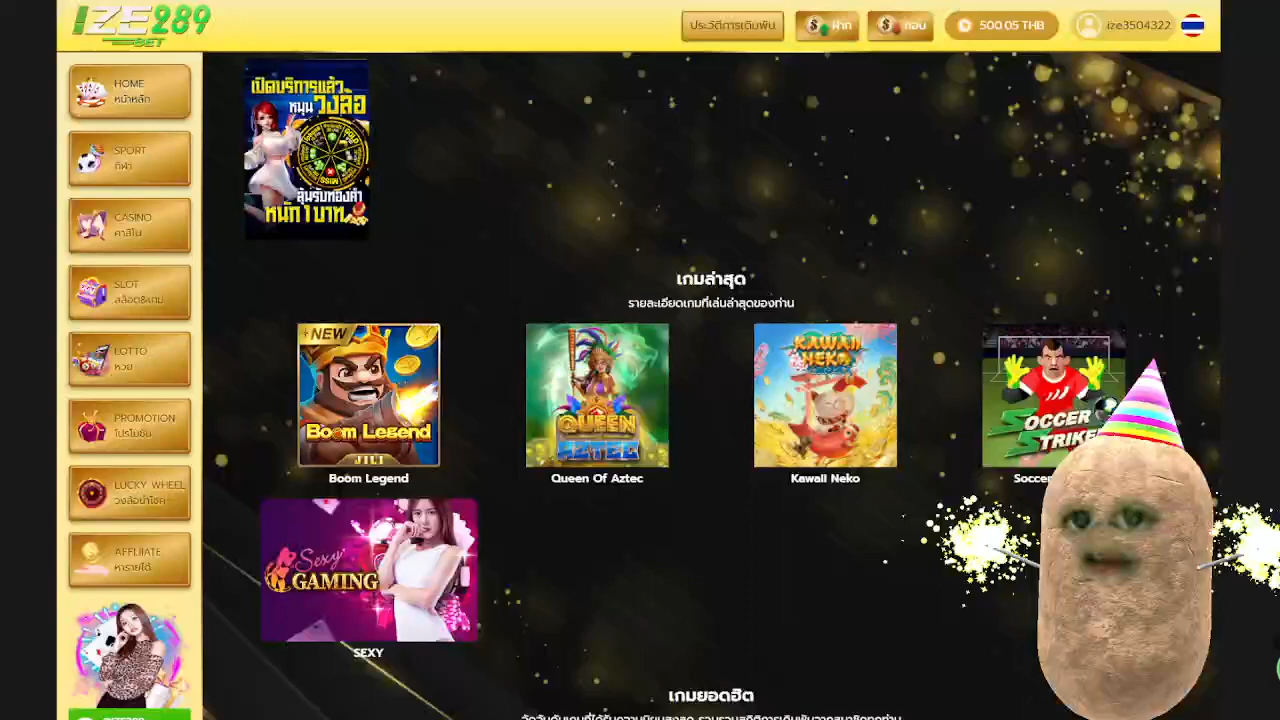 IZE289
BET
ประวัติการเดิมพัน
ฝาก
ถอน
500.05 THB
ize3504322
HOME
หน้าหลัก
SPORT
กีฬา
CASINO
คาสิโน
SLOT
สล็อต&เกม
LOTTO
หวย
PROMOTION
โปรโมชั่น
LUCKY WHEEL
วงล้อนำโชค
AFFLIIATE
หารายได้
เปิดบริการแล้ว
หมุนวงล้อ
ลุ้นรับทองคำ
หนัก 1 บาท
เกมล่าสุด
รายละเอียดเกมที่เล่นล่าสุดของท่าน
+NEW
Boom Legend
JILI
Boom Legend
QUEEN
AZTEC
Queen Of Aztec
KAWAII
NEKO
Kawaii Neko
SOCCER
STRIKE
Soccer
Sexy
GAMING
SEXY
เกมยอดฮิต